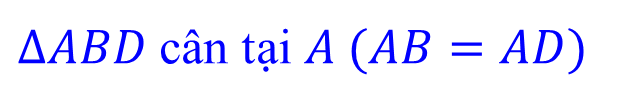 ΔABD cân tại A (AB = AD)